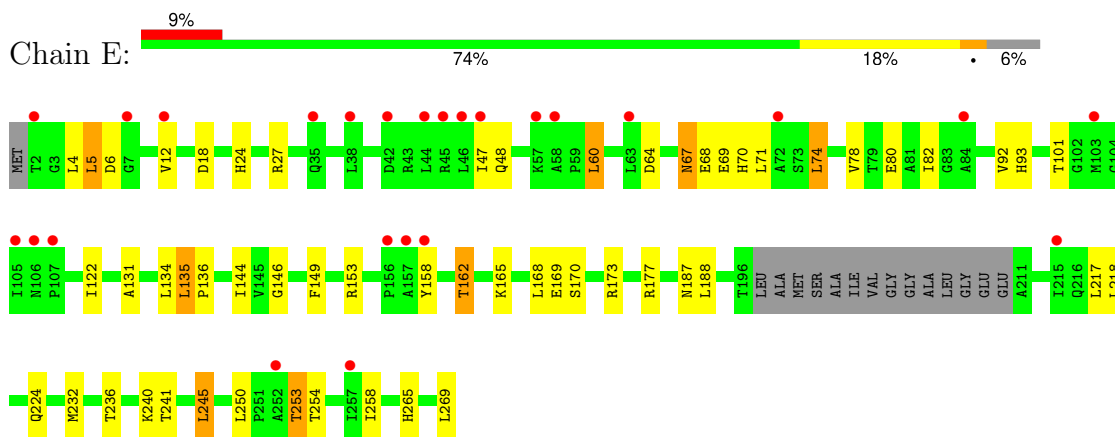 9%
Chain E:
74% 18% • 6%
MET T2 G3 L4 L5 D6 G7 V12 D18 H24 R27 Q35 L38 D42 R43 L44 R45 L46 I47 Q48 K57 A58 P59 L60 L63 D64 N67 E68 E69 H70 L71 A72 S73 L74 V78 T79 E80 A81 I82 G83 A84 V92 H93 T101 G102 M103 G104
I105 N106 P107 I122 A131 L134 L135 P136 I144 V145 G146 F149 R153 P156 A157 Y158 T162 K165 L168 E169 S170 R173 R177 N187 L188 T196 LEU ALA MET SER ALA ILE VAL GLY GLY ALA LEU GLY GLU GLU A211 I215 Q216 L217 L218
Q224 M232 T236 K240 T241 L245 L250 P251 A252 T253 T254 I257 I258 H265 L269